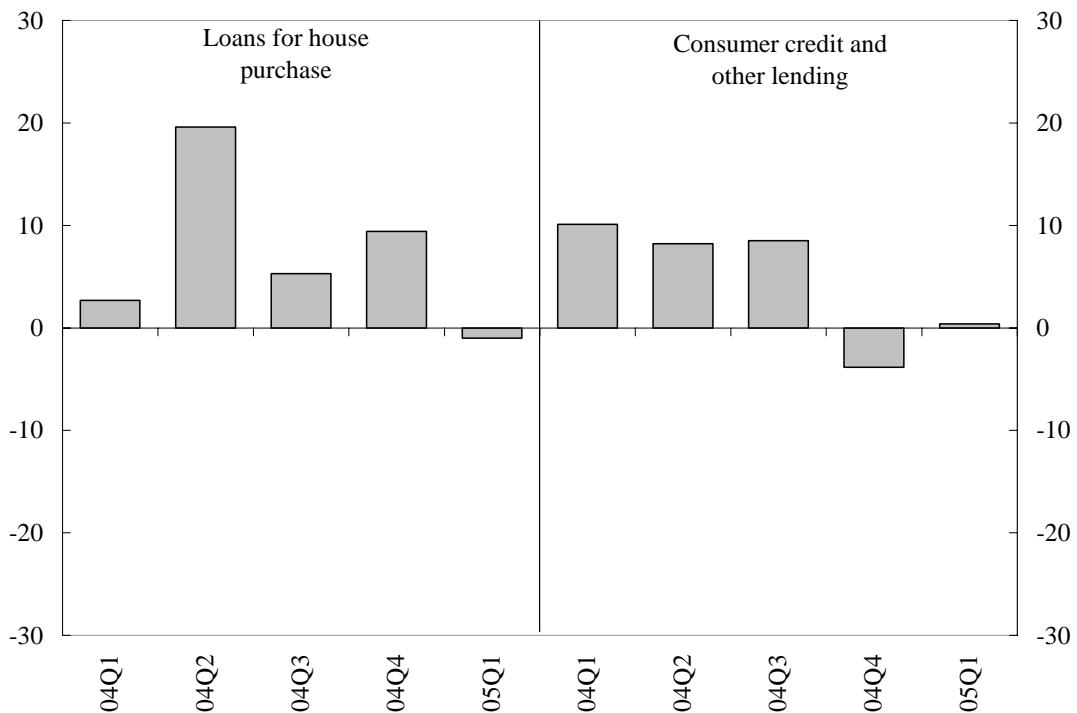 Loans for house
purchase
Consumer credit and
other lending
30
20
10
0
-10
-20
-30
30
20
10
0
-10
-20
-30
04Q1
04Q2
04Q3
04Q4
05Q1
04Q1
04Q2
04Q3
04Q4
05Q1